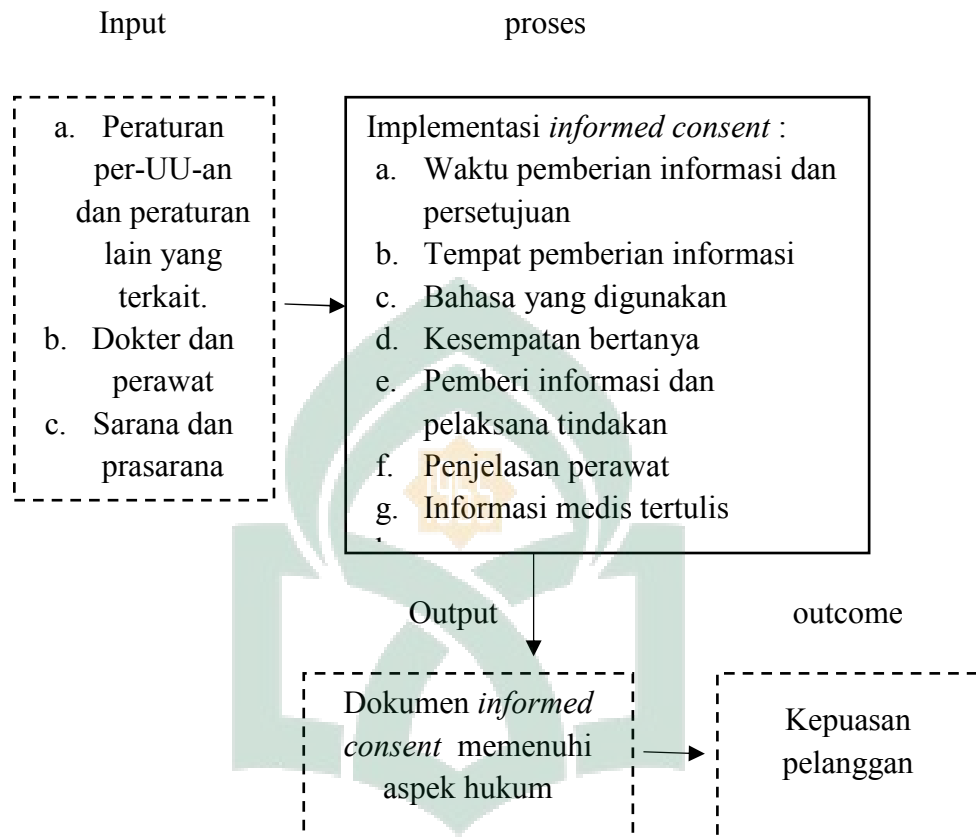 Input
proses
a. Peraturan
per-UU-an
dan peraturan
lain yang
terkait.
b. Dokter dan
perawat
c. Sarana dan
prasarana
Implementasi informed consent :
a. Waktu pemberian informasi dan
persetujuan
b. Tempat pemberian informasi
c. Bahasa yang digunakan
d. Kesempatan bertanya
e. Pemberi informasi dan
pelaksana tindakan
f. Penjelasan perawat
g. Informasi medis tertulis
1955
Output
outcome
Dokumen informed
consent memenuhi
aspek hukum
Kepuasan
pelanggan